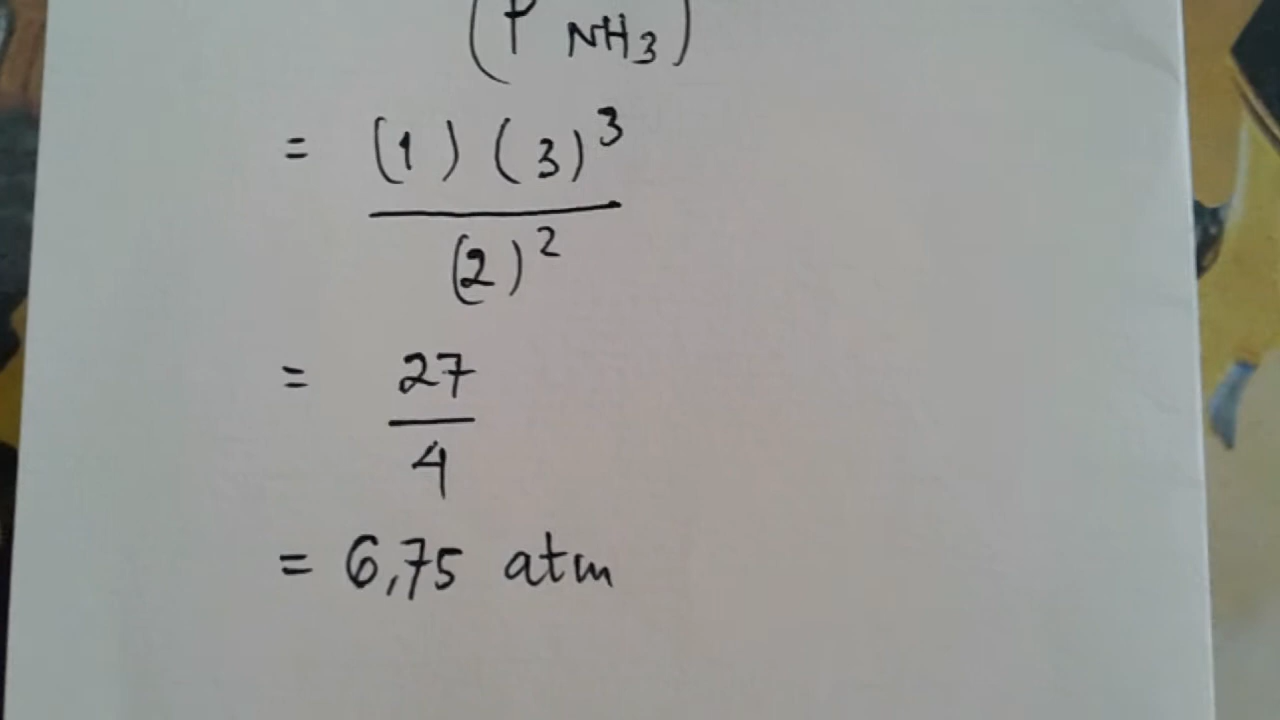 (P NH3)
= (1) (3)^3
(2)^2
= 27
4
= 6,75 atm